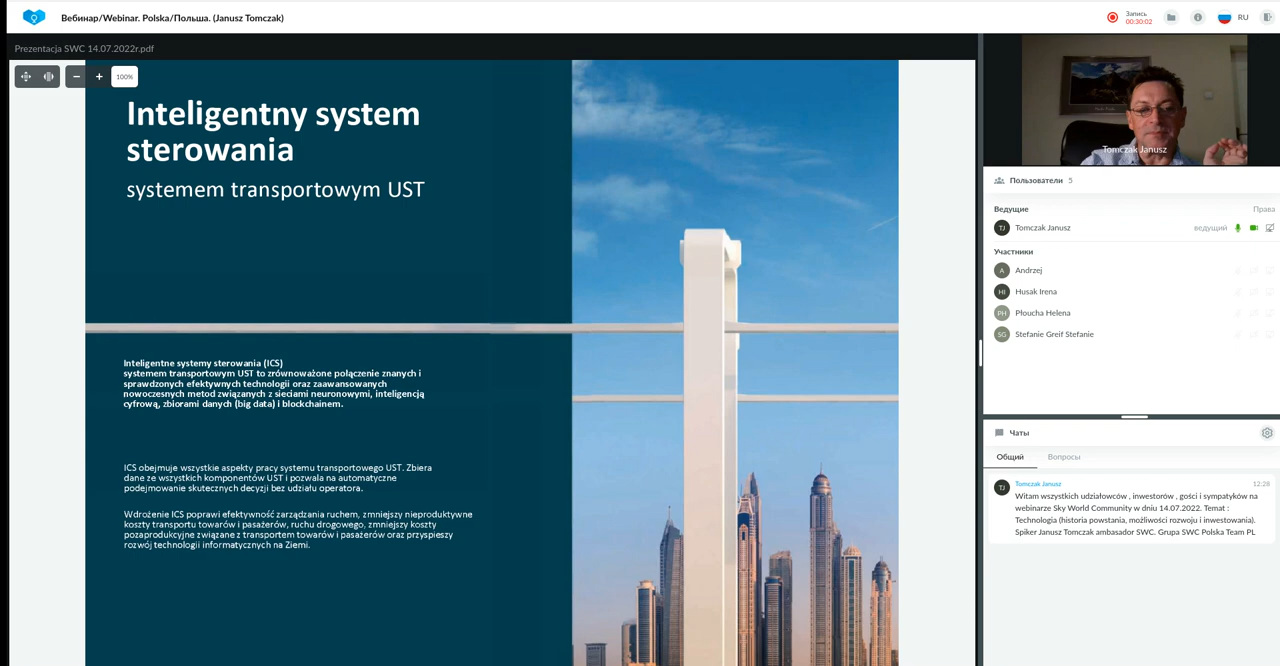 Вебинар/Webinar. Polska/Польша. (Janusz Tomczak)
Запись
00:30:02
RU
Prezentacja SWC 14.07.2022r.pdf
100%
Inteligentny system
sterowania
systemem transportowym UST
Inteligentne systemy sterowania (ICS)
systemem transportowym UST to zrównoważone połączenie znanych i
sprawdzonych efektywnych technologii oraz zaawansowanych
nowoczesnych metod związanych z sieciami neuronowymi, inteligencją
cyfrową, zbiorami danych (big data) i blockchainem.
ICS obejmuje wszystkie aspekty pracy systemu transportowego UST. Zbiera
dane ze wszystkich komponentów UST i pozwala na automatyczne
podejmowanie skutecznych decyzji bez udziału operatora.
Wdrożenie ICS poprawi efektywność zarządzania ruchem, zmniejszy nieproduktywne
koszty transportu towarów i pasażerów, ruchu drogowego, zmniejszy koszty
pozaprodukcyjne związane z transportem towarów i pasażerów oraz przyspieszy
rozwój technologii informatycznych na Ziemi.
Tomczak Janusz
Пользователи 5
Ведущие Права
TJ Tomczak Janusz ведущий
Участники
A Andrzej
HI Husak Irena
PH Płoucha Helena
SG Stefanie Greif Stefanie
Чаты
Общий Вопросы
TJ Tomczak Janusz 12:28
Witam wszystkich udziałowców , inwestorów , gości i sympatyków na
webinarze Sky World Community w dniu 14.07.2022. Temat :
Technologia (historia powstania, możliwości rozwoju i inwestowania).
Spiker Janusz Tomczak ambasador SWC. Grupa SWC Polska Team PL